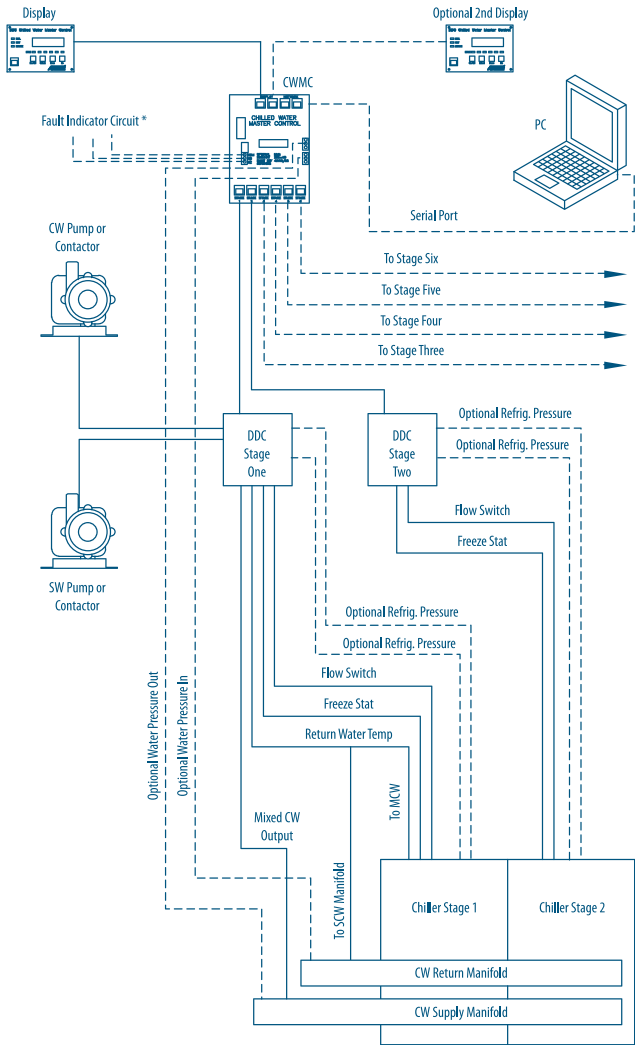 Display
Optional 2nd Display
CWMC
CHILLED WATER
MASTER CONTROL
Fault Indicator Circuit *
PC
Serial Port
CW Pump or
Contactor
To Stage Six
To Stage Five
To Stage Four
To Stage Three
DDC
Stage
One
DDC
Stage
Two
Optional Refrig. Pressure
Optional Refrig. Pressure
Flow Switch
Freeze Stat
SW Pump or
Contactor
Optional Refrig. Pressure
Optional Refrig. Pressure
Flow Switch
Freeze Stat
Return Water Temp
Optional Water Pressure Out
Optional Water Pressure In
Mixed CW
Output
To MCW
To SCW Manifold
Chiller Stage 1
Chiller Stage 2
CW Return Manifold
CW Supply Manifold